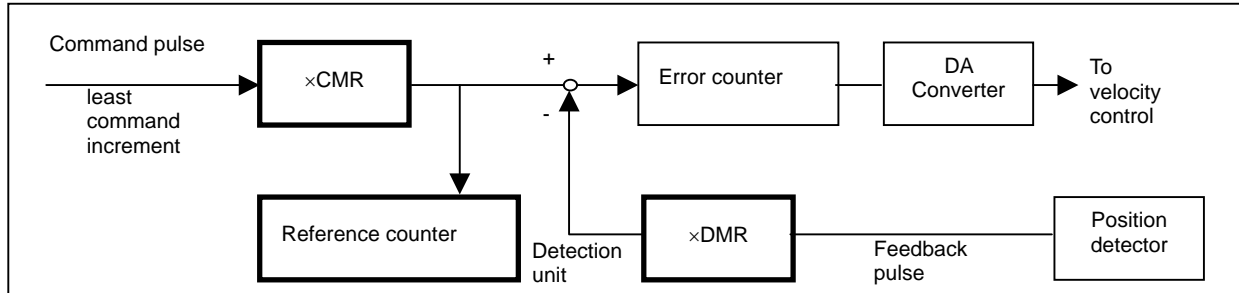 Command pulse
least
command
increment
×CMR
+
-
Error counter
DA
Converter
To
velocity
control
Reference counter
Detection
unit
×DMR
Feedback
pulse
Position
detector